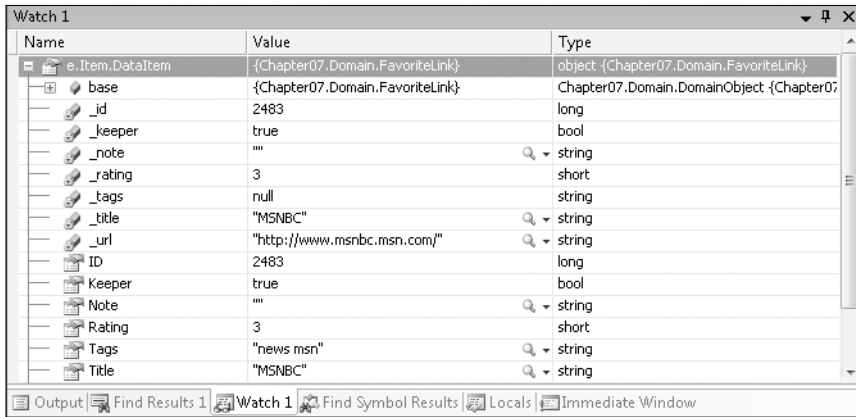 Watch 1
Name Value Type
e.Item.DataItem {Chapter07.Domain.FavoriteLink} object {Chapter07.Domain.FavoriteLink}
base {Chapter07.Domain.FavoriteLink} Chapter07.Domain.DomainObject {Chapter07
_id 2483 long
_keeper true bool
_note "" string
_rating 3 short
_tags null string
_title "MSNBC" string
_url "http://www.msnbc.msn.com/" string
ID 2483 long
Keeper true bool
Note "" string
Rating 3 short
Tags "news msn" string
Title "MSNBC" string
Output Find Results 1 Watch 1 Find Symbol Results Locals Immediate Window